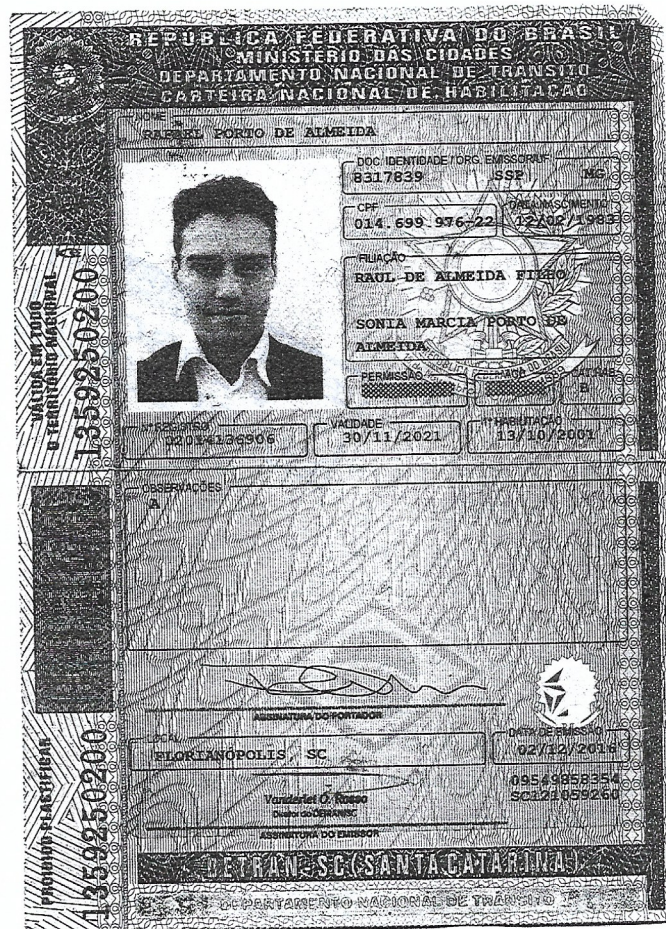 REPÚBLICA FEDERATIVA DO BRASIL
MINISTÉRIO DAS CIDADES
DEPARTAMENTO NACIONAL DE TRANSITO
CARTEIRA NACIONAL DE HABILITAÇÃO
NOME
RAFAEL PORTO DE ALMEIDA
DOC. IDENTIDADE / ORG. EMISSOR/UF
8317839 SSP MG
CPF DATA NASCIMENTO
014.699.976-22 12/02/1983
FILIAÇÃO
RAUL DE ALMEIDA FILHO
SONIA MARCIA PORTO DE
ALMEIDA
PERMISSÃO CAT.HAB.
B
Nº REGISTRO VALIDADE 1ª HABILITAÇÃO
02014136906 30/11/2021 13/10/2001
VÁLIDA EM TODO
O TERRITÓRIO NACIONAL
1359250200
OBSERVAÇÕES
A
ASSINATURA DO PORTADOR
LOCAL DATA DE EMISSÃO
FLORIANÓPOLIS, SC 02/12/2016
Vanderlei O. Rosso
Diretor do DETRAN/SC
09549858354
SC121059260
ASSINATURA DO EMISSOR
PROIBIDO PLASTIFICAR
1359250200
DETRAN-SC (SANTA CATARINA)
DEPARTAMENTO NACIONAL DE TRANSITO